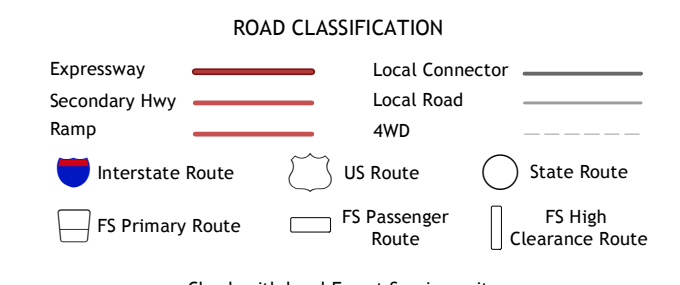 ROAD CLASSIFICATION
Expressway
Secondary Hwy
Ramp
Local Connector
Local Road
4WD
Interstate Route
US Route
State Route
FS Primary Route
FS Passenger
Route
FS High
Clearance Route